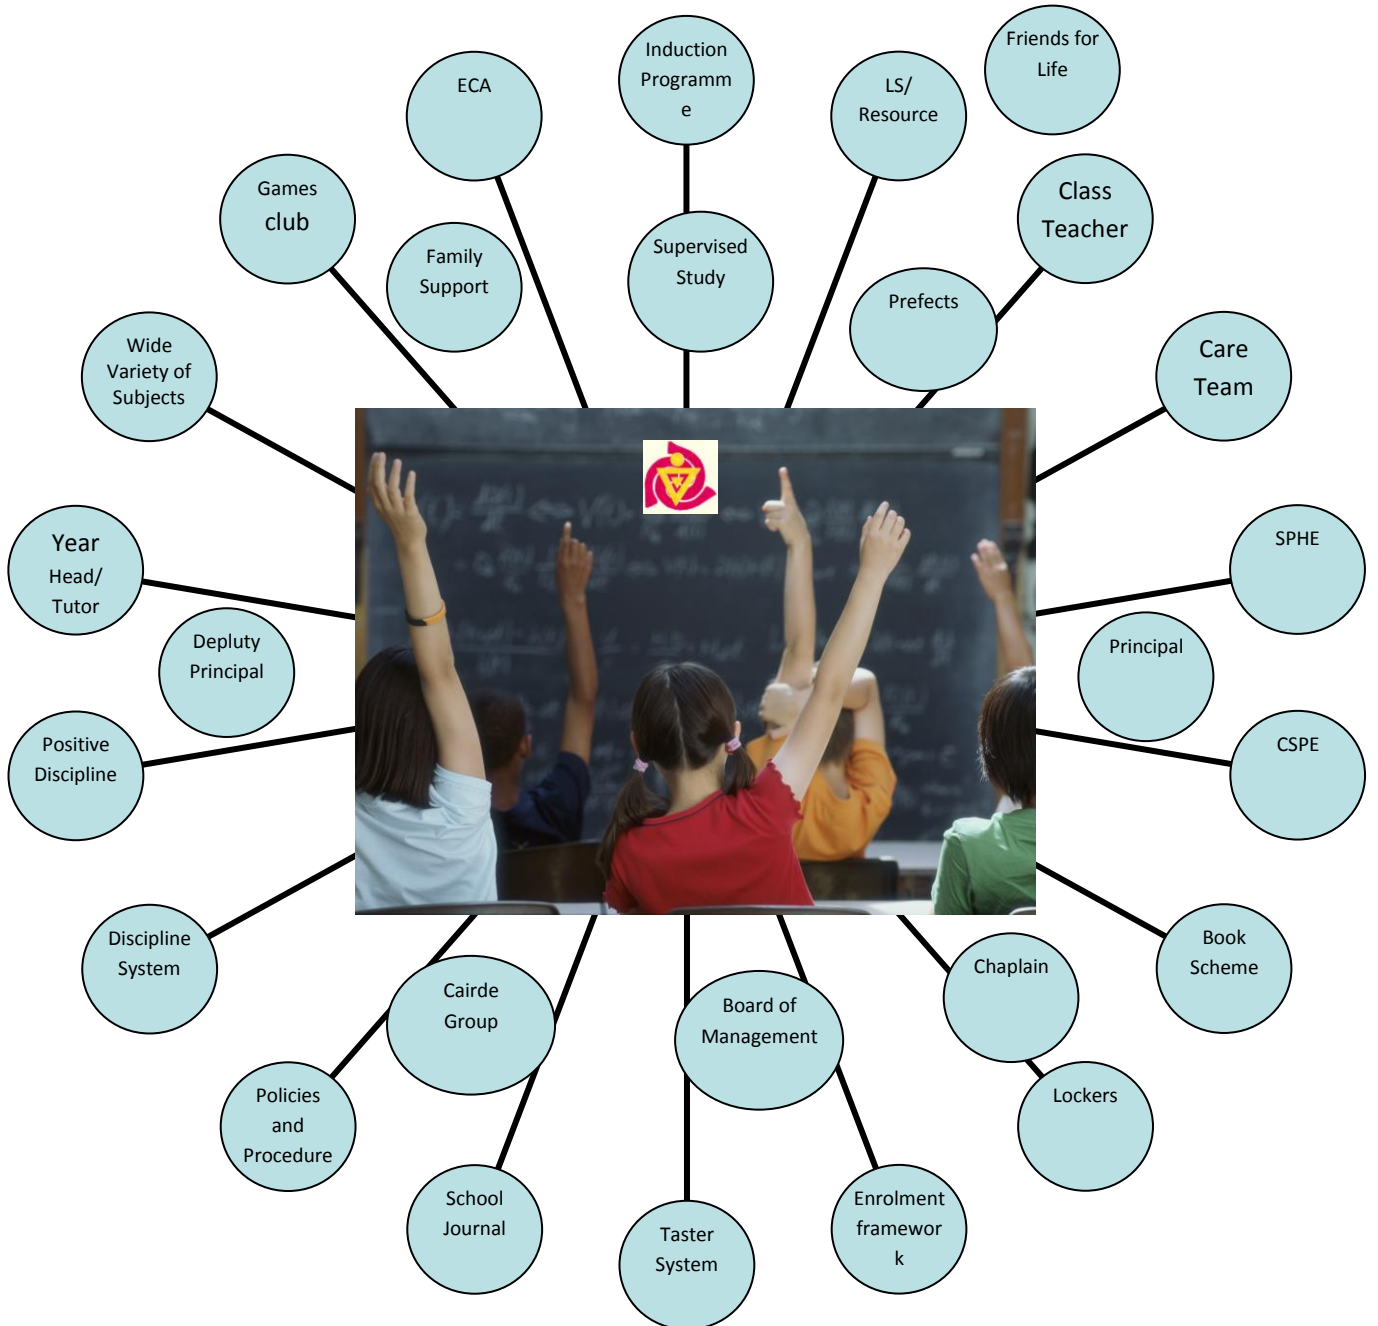 Induction
Programm
e
Friends for
Life
ECA
LS/
Resource
Games
club
Class
Teacher
Family
Support
Supervised
Study
Prefects
Wide
Variety of
Subjects
Care
Team
Year
Head/
Tutor
SPHE
Depluty
Principal
Principal
Positive
Discipline
CSPE
Discipline
System
Book
Scheme
Chaplain
Cairde
Group
Board of
Management
Policies
and
Procedure
Lockers
School
Journal
Taster
System
Enrolment
framewor
k